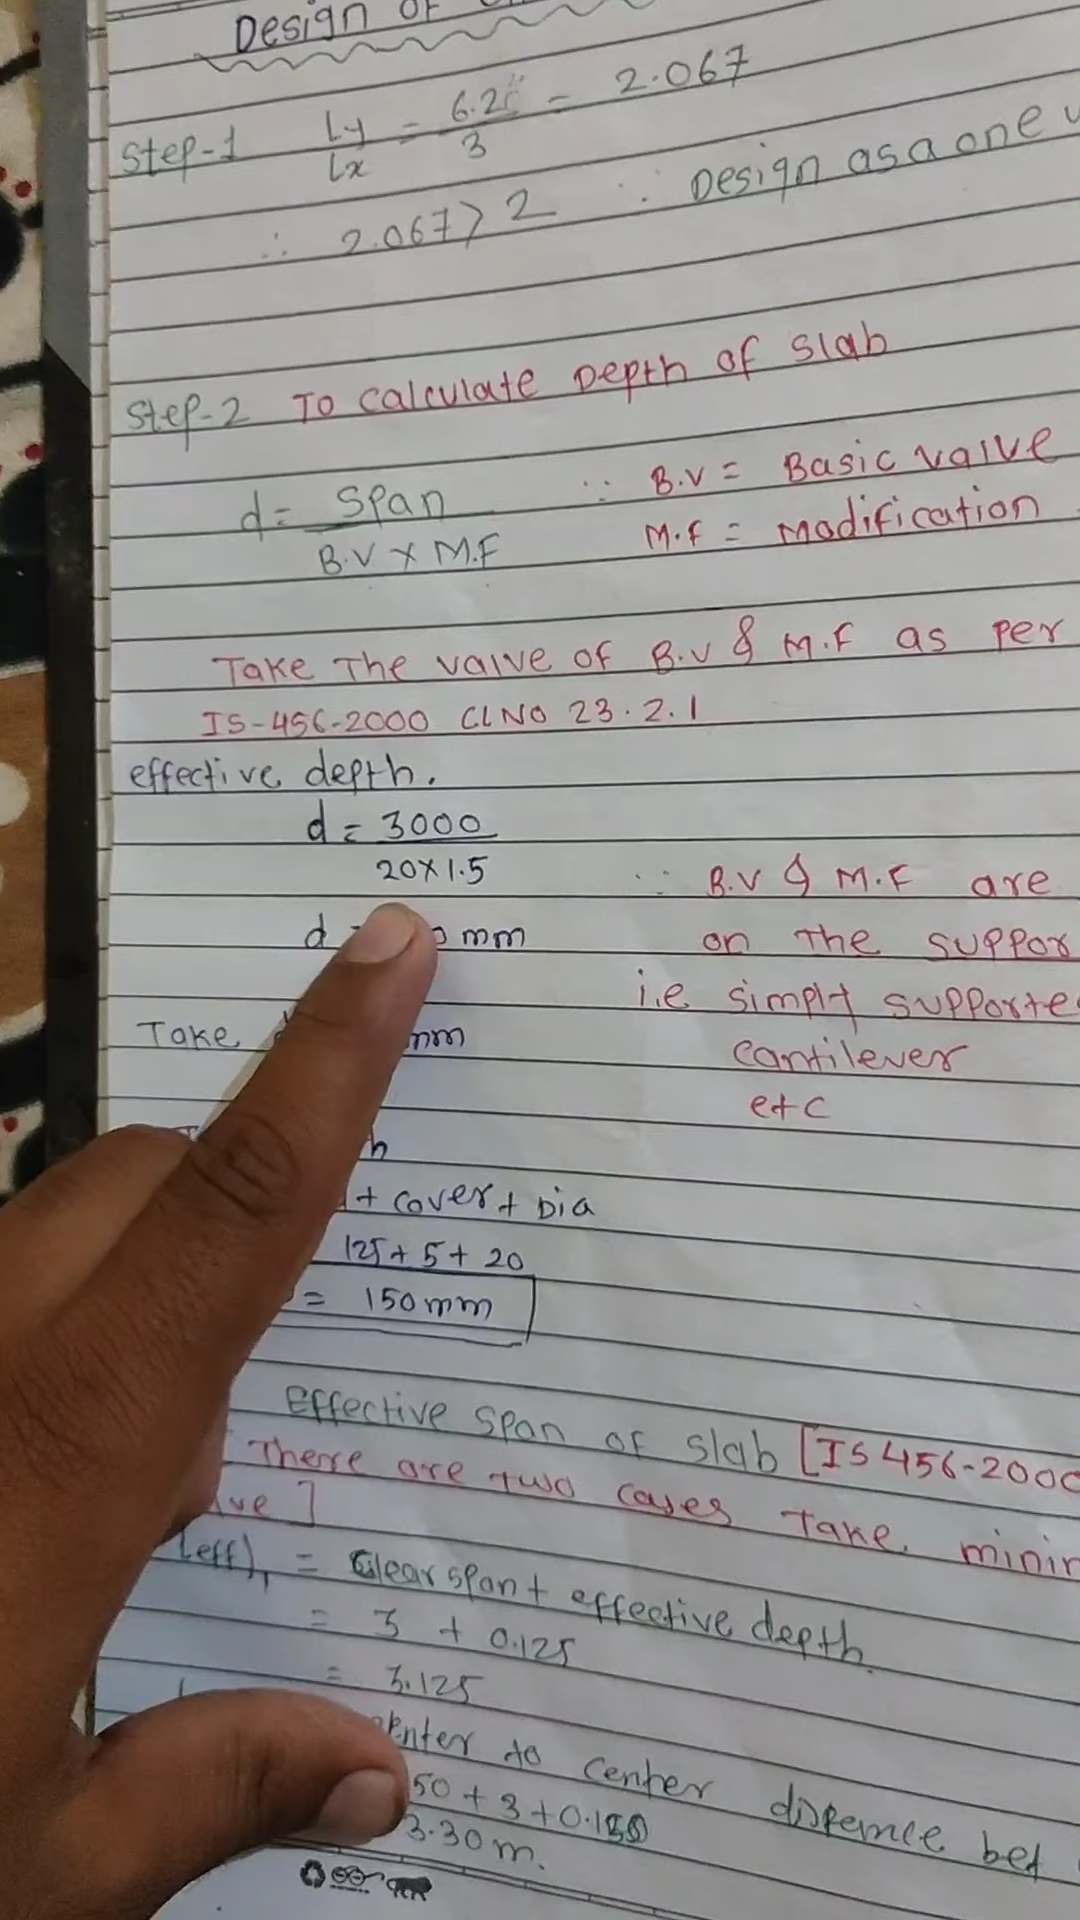 Design of
Step-1 Ly/Lx = 6.2 /3 = 2.067
∴ 2.067 > 2 ∴ Design as a one
Step-2 To calculate Depth of slab
d = Span / B.V x M.F ∵ B.V = Basic valve
M.f = Modification
Take The valve of B.V & M.F as per
IS-456-2000 Cl NO 23.2.1
effective depth.
d = 3000 / 20 x 1.5 ∵ B.V & M.F are
d mm on The suppor
i.e simply supporte
Take mm cantilever
etc
+ cover + Dia
125 + 5 + 20
= 150 mm
Effective span of slab [IS 456-2000
There are two cases Take minim
ve ]
(Leff)1 = Clear span + effective depth
= 3 + 0.125
= 3.125
enter to center distence bet
50 + 3 + 0.150
3.30 m.